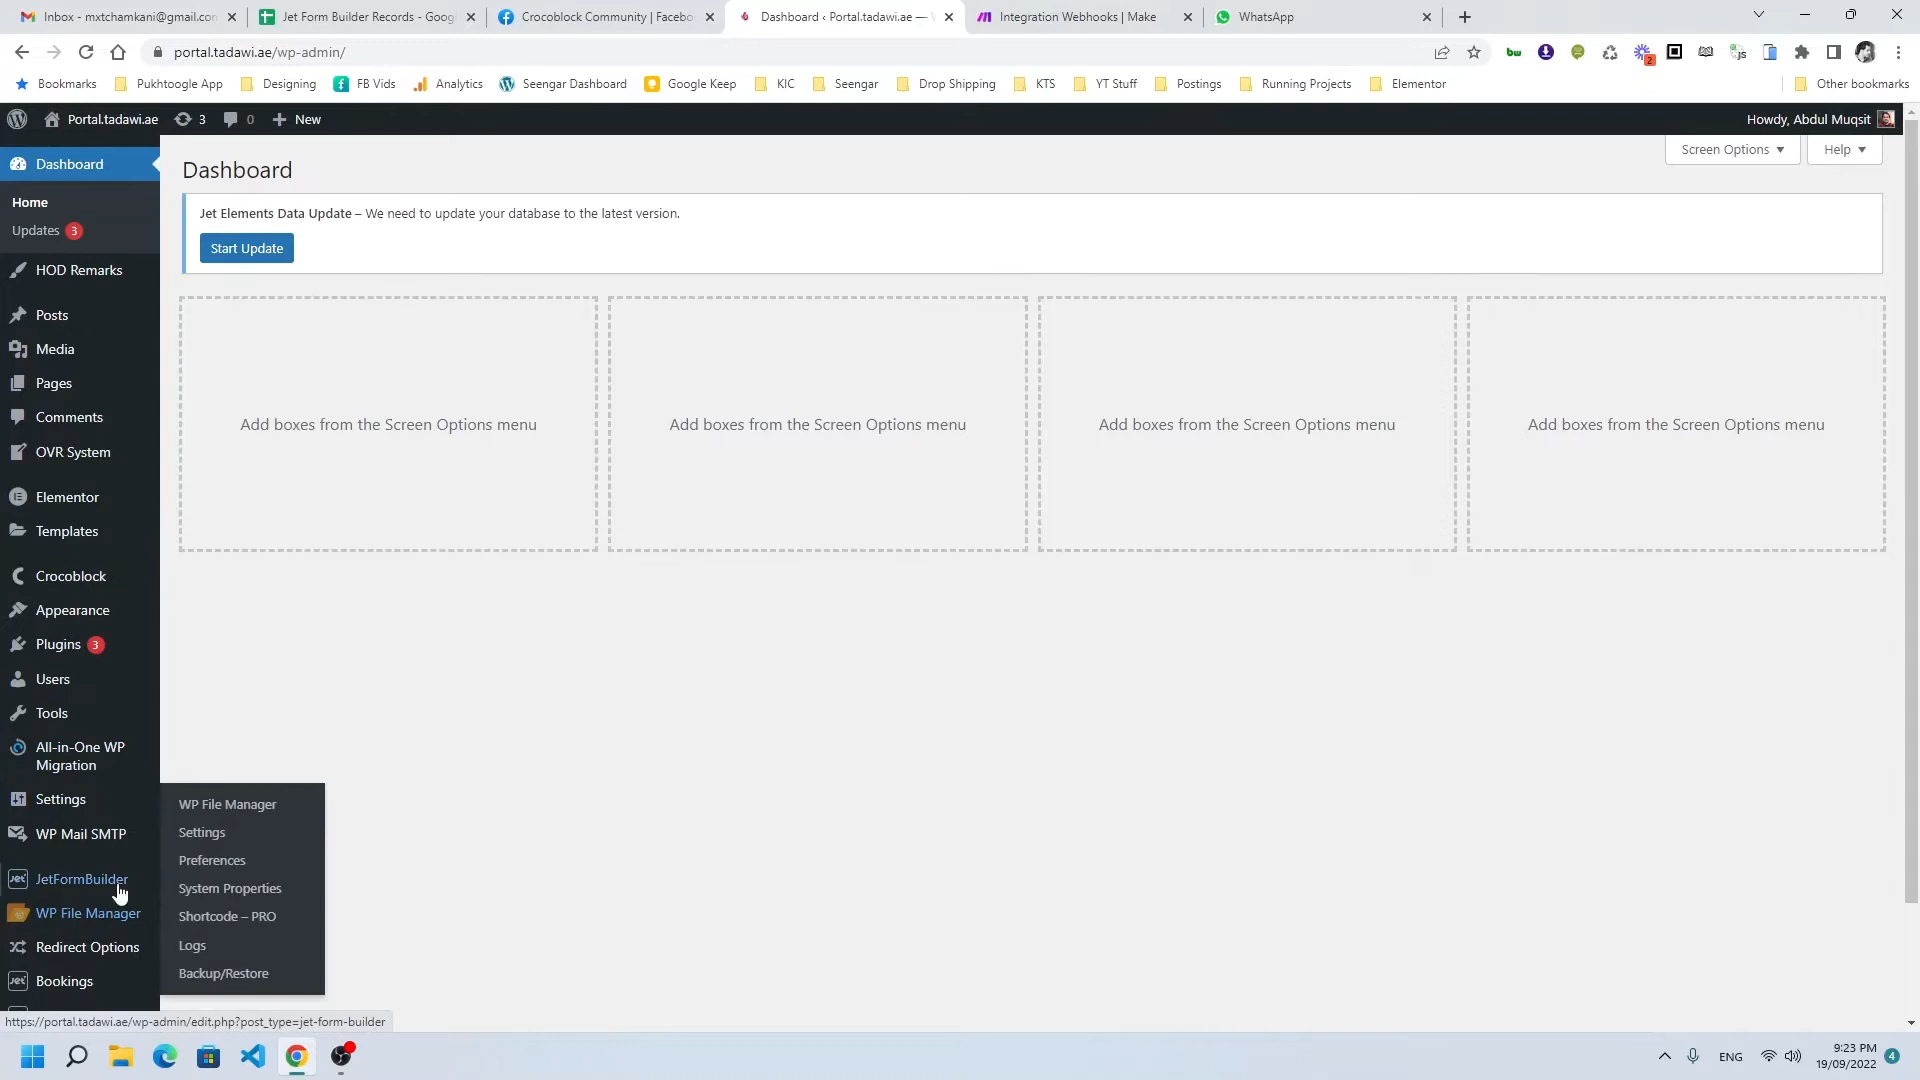 Inbox - mxtchamkani@gmail.con
Jet Form Builder Records - Goog
Crocoblock Community | Facebo
Dashboard ‹ Portal.tadawi.ae —
Integration Webhooks | Make
WhatsApp
portal.tadawi.ae/wp-admin/
Bookmarks
Pukhtoogle App
Designing
FB Vids
Analytics
Seengar Dashboard
Google Keep
KIC
Seengar
Drop Shipping
KTS
YT Stuff
Postings
Running Projects
Elementor
Other bookmarks
Portal.tadawi.ae
3
0
New
Howdy, Abdul Muqsit
Dashboard
Home
Updates 3
HOD Remarks
Posts
Media
Pages
Comments
OVR System
Elementor
Templates
Crocoblock
Appearance
Plugins 3
Users
Tools
All-in-One WP
Migration
Settings
WP Mail SMTP
JetFormBuilder
WP File Manager
Redirect Options
Bookings
Screen Options
Help
Dashboard
Jet Elements Data Update – We need to update your database to the latest version.
Start Update
Add boxes from the Screen Options menu
Add boxes from the Screen Options menu
Add boxes from the Screen Options menu
Add boxes from the Screen Options menu
WP File Manager
Settings
Preferences
System Properties
Shortcode – PRO
Logs
Backup/Restore
https://portal.tadawi.ae/wp-admin/edit.php?post_type=jet-form-builder
ENG
9:23 PM
19/09/2022
4